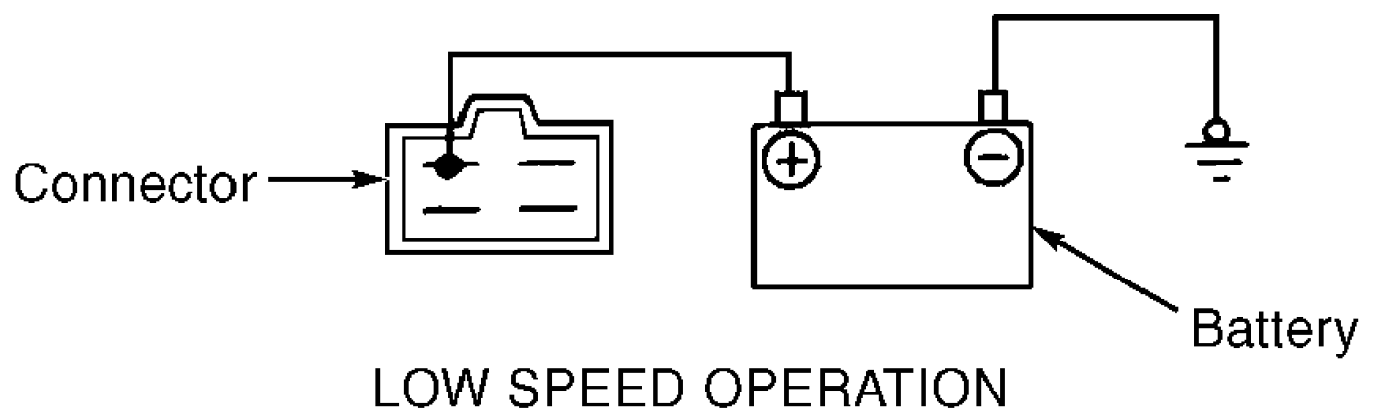 Connector
+
−
Battery
LOW SPEED OPERATION